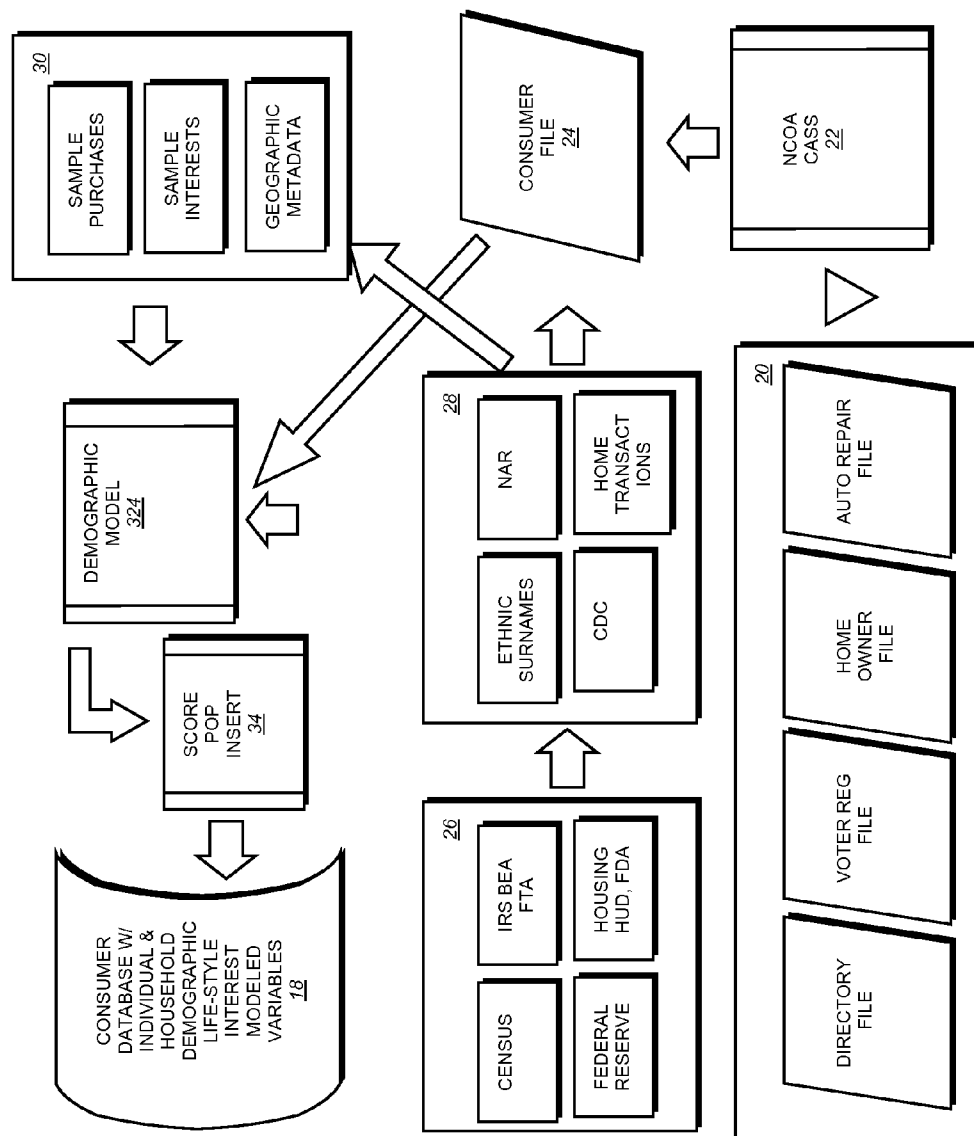 CONSUMER
DATABASE W/
INDIVIDUAL &
HOUSEHOLD
DEMOGRAPHIC
LIFE-STYLE
INTEREST
MODELED
VARIABLES
18
SCORE
POP
INSERT
34
DEMOGRAPHIC
MODEL
324
30
SAMPLE
PURCHASES
SAMPLE
INTERESTS
GEOGRAPHIC
METADATA
26
CENSUS
IRS BEA
FTA
FEDERAL
RESERVE
HOUSING
HUD, FDA
28
ETHNIC
SURNAMES
NAR
CDC
HOME
TRANSACT
IONS
CONSUMER
FILE
24
20
DIRECTORY
FILE
VOTER REG
FILE
HOME
OWNER
FILE
AUTO REPAIR
FILE
NCOA
CASS
22